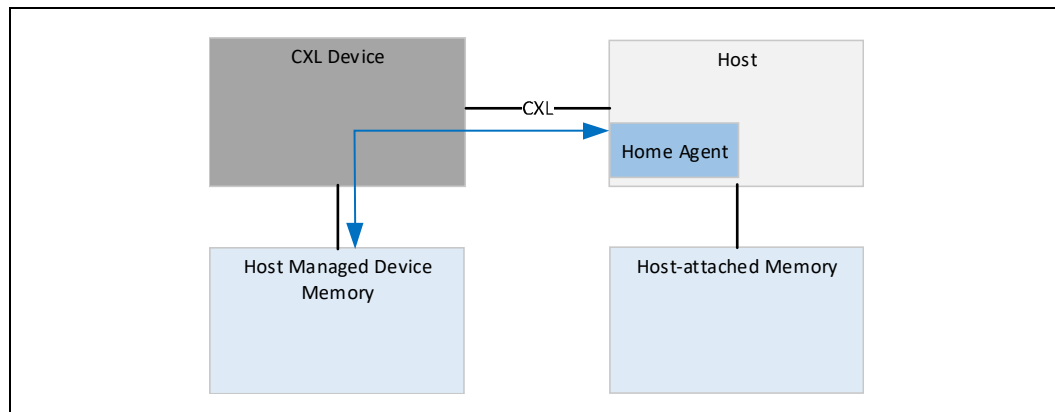 CXL Device
Host
CXL
Home Agent
Host Managed Device
Memory
Host-attached Memory